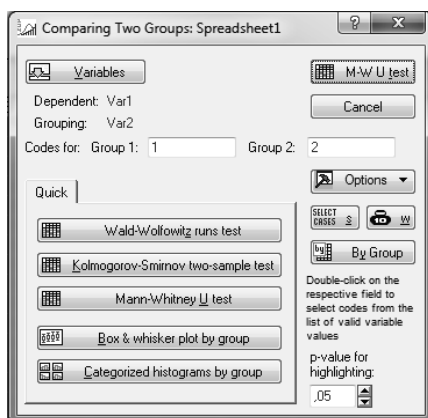 Comparing Two Groups: Spreadsheet1
? X
Variables
M-W U test
Dependent: Var1
Cancel
Grouping: Var2
Codes for: Group 1: 1 Group 2: 2
Options
Quick
SELECT CASES S
W
Wald-Wolfowitz runs test
By Group
Kolmogorov-Smirnov two-sample test
Mann-Whitney U test
Box & whisker plot by group
Categorized histograms by group
Double-click on the
respective field to
select codes from the
list of valid variable
values
p-value for
highlighting:
,05